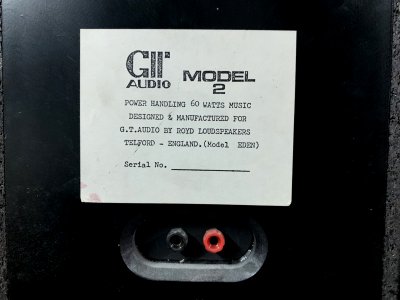 GT AUDIO MODEL 2
POWER HANDLING 60 WATTS MUSIC
DESIGNED & MANUFACTURED FOR
G.T.AUDIO BY ROYD LOUDSPEAKERS
TELFORD - ENGLAND.(Model EDEN)
Serial No.